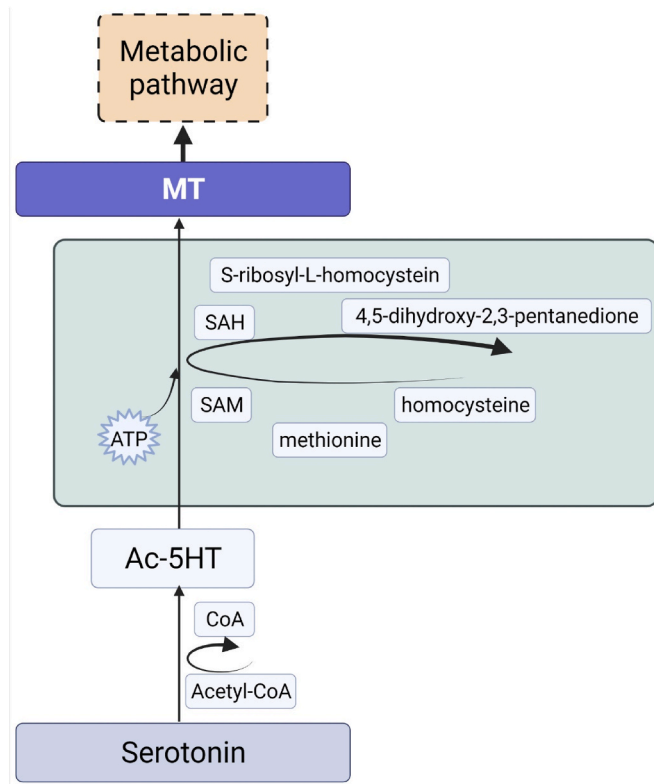 Metabolic
pathway
MT
S-ribosyl-L-homocystein
4,5-dihydroxy-2,3-pentanedione
SAH
SAM
homocysteine
ATP
methionine
Ac-5HT
CoA
Acetyl-CoA
Serotonin